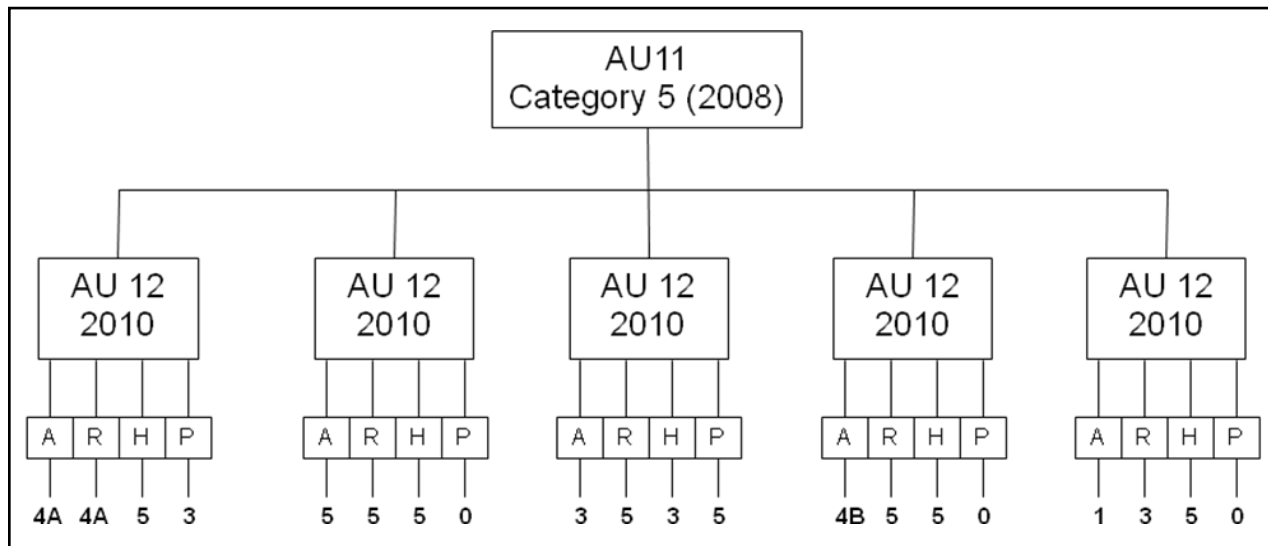 AU11
Category 5 (2008)
AU 12 AU 12 AU 12 AU 12 AU 12
2010 2010 2010 2010 2010
A R H P A R H P A R H P A R H P A R H P
4A 4A 5 3 5 5 5 0 3 5 3 5 4B 5 5 0 1 3 5 0